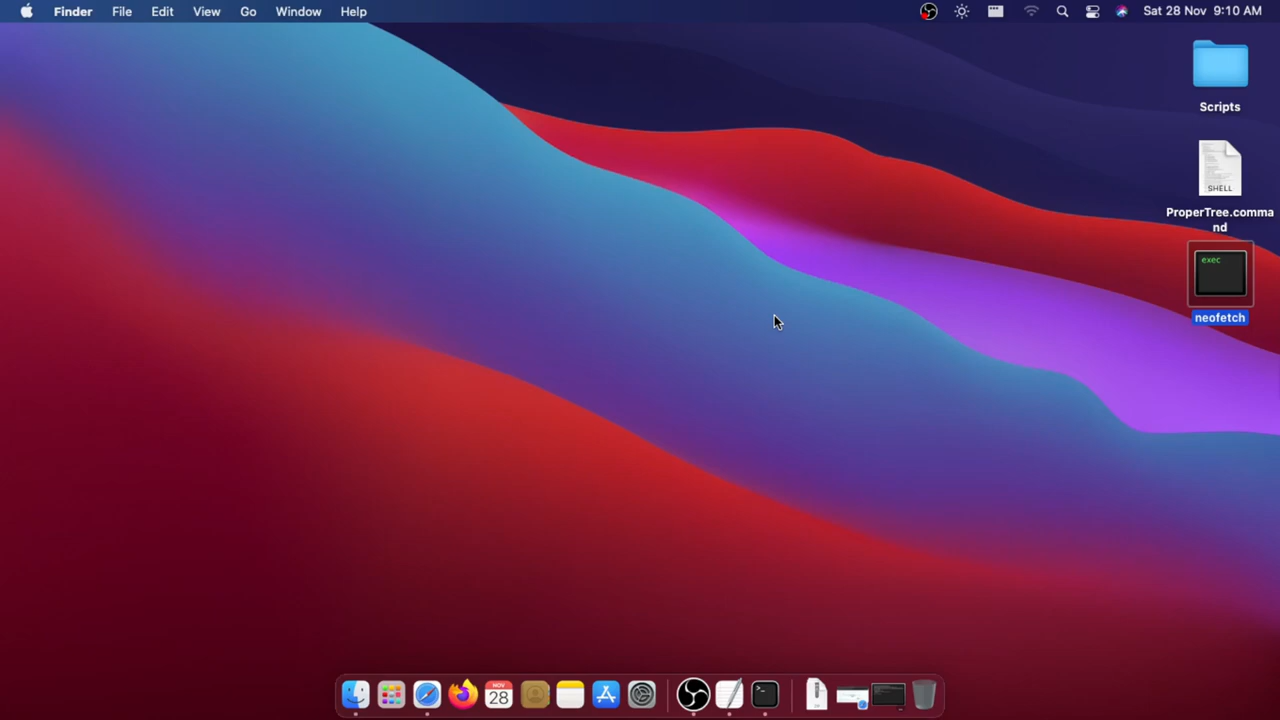 Finder File Edit View Go Window Help Sat 28 Nov 9:10 AM
Scripts
SHELL
ProperTree.comma
nd
exec
neofetch
NOV
28
>_